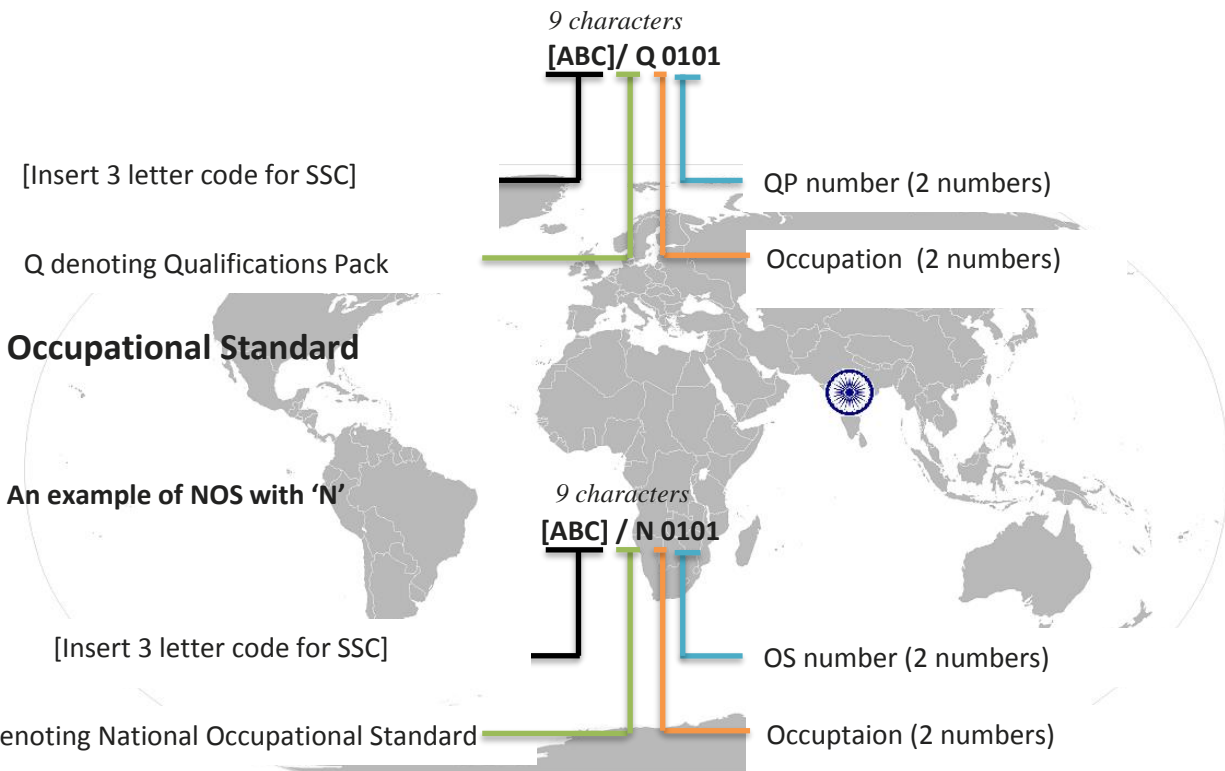 9 characters
[ABC]/ Q 0101
[Insert 3 letter code for SSC]
QP number (2 numbers)
Q denoting Qualifications Pack
Occupation (2 numbers)
Occupational Standard
An example of NOS with ‘N’
9 characters
[ABC] / N 0101
[Insert 3 letter code for SSC]
OS number (2 numbers)
enoting National Occupational Standard
Occuptaion (2 numbers)